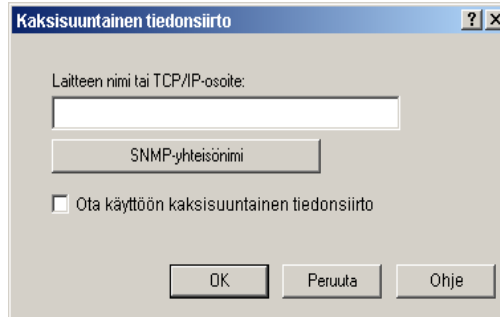 Kaksisuuntainen tiedonsiirto
Laitteen nimi tai TCP/IP-osoite:
SNMP-yhteisönimi
Ota käyttöön kaksisuuntainen tiedonsiirto
OK Peruuta Ohje